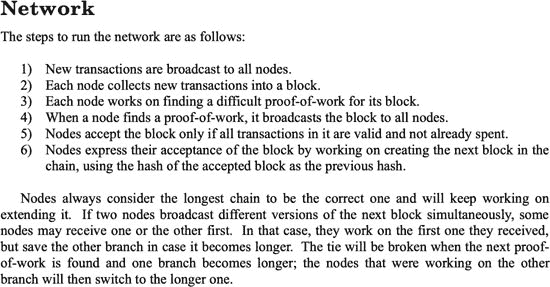 Network
The steps to run the network are as follows:
1) New transactions are broadcast to all nodes.
2) Each node collects new transactions into a block.
3) Each node works on finding a difficult proof-of-work for its block.
4) When a node finds a proof-of-work, it broadcasts the block to all nodes.
5) Nodes accept the block only if all transactions in it are valid and not already spent.
6) Nodes express their acceptance of the block by working on creating the next block in the
chain, using the hash of the accepted block as the previous hash.
Nodes always consider the longest chain to be the correct one and will keep working on
extending it. If two nodes broadcast different versions of the next block simultaneously, some
nodes may receive one or the other first. In that case, they work on the first one they received,
but save the other branch in case it becomes longer. The tie will be broken when the next proof-
of-work is found and one branch becomes longer; the nodes that were working on the other
branch will then switch to the longer one.